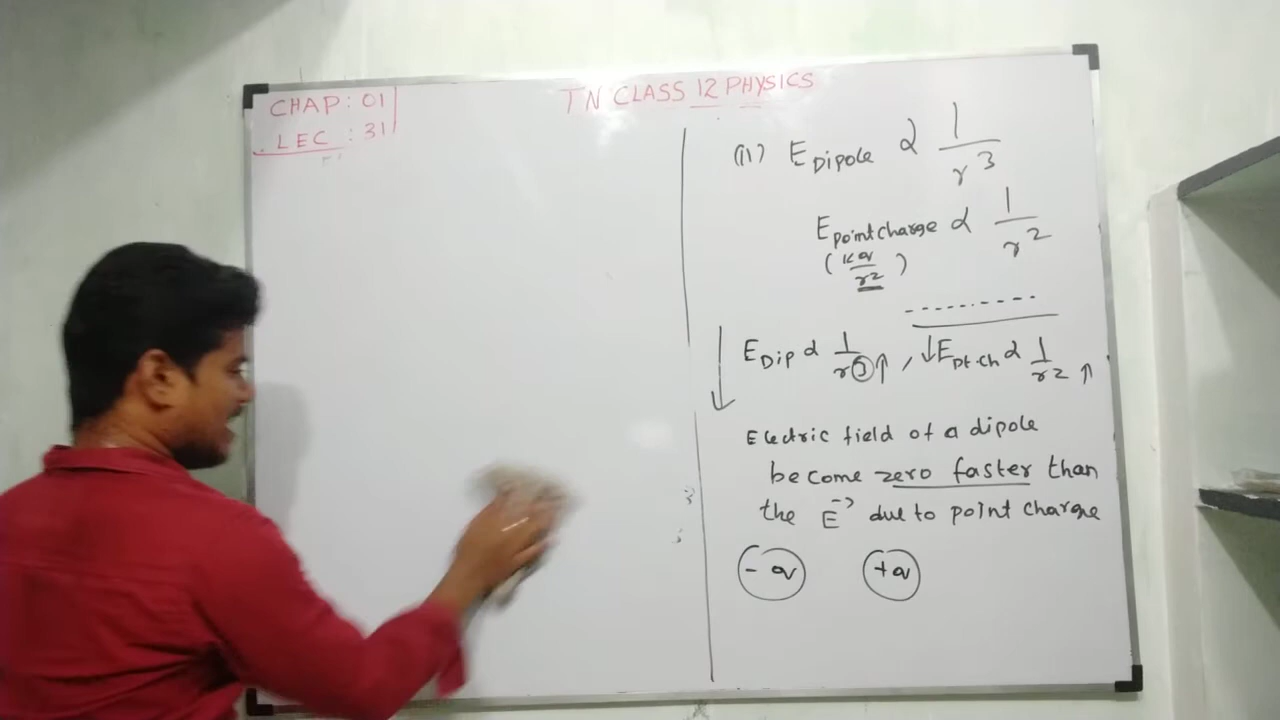 CHAP: 01
LEC : 31
TN CLASS 12 PHYSICS
(ii) E Dipole ∝ 1/r³
E point charge ∝ 1/r²
(kq/r²)
E Dip ∝ 1/r③↑ , ↓E pt ch ∝ 1/r² ↑
Electric field of a dipole
become zero faster than
the E→ due to point charge
-q +q